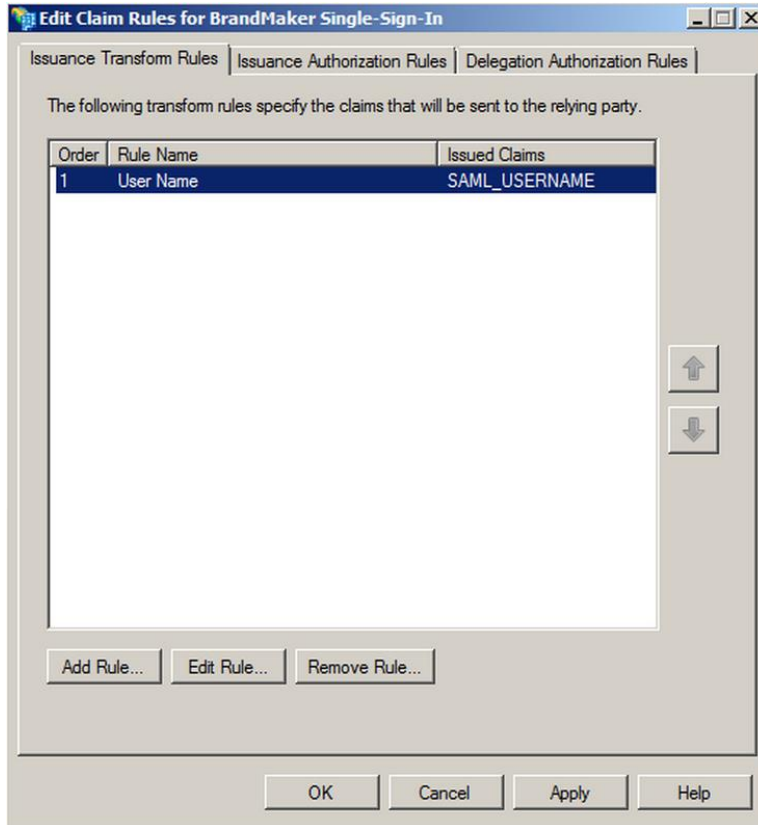 Edit Claim Rules for BrandMaker Single-Sign-In
Issuance Transform Rules Issuance Authorization Rules Delegation Authorization Rules
The following transform rules specify the claims that will be sent to the relying party.
Order Rule Name Issued Claims
1 User Name SAML_USERNAME
Add Rule... Edit Rule... Remove Rule...
OK Cancel Apply Help